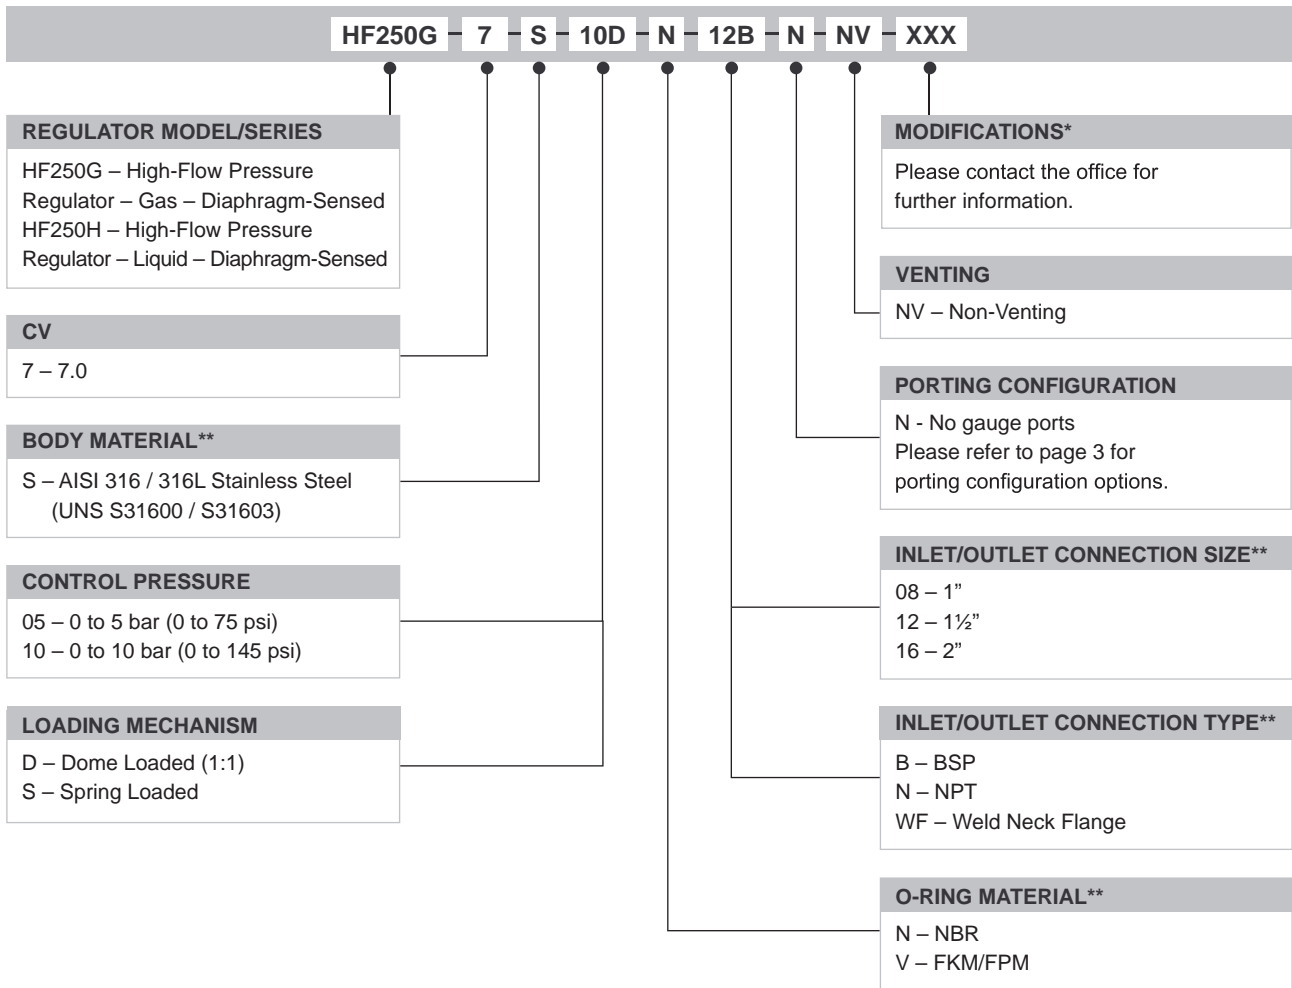 HF250G – 7 – S – 10D – N – 12B – N – NV – XXX
REGULATOR MODEL/SERIES
HF250G – High-Flow Pressure
Regulator – Gas – Diaphragm-Sensed
HF250H – High-Flow Pressure
Regulator – Liquid – Diaphragm-Sensed
CV
7 – 7.0
BODY MATERIAL**
S – AISI 316 / 316L Stainless Steel
(UNS S31600 / S31603)
CONTROL PRESSURE
05 – 0 to 5 bar (0 to 75 psi)
10 – 0 to 10 bar (0 to 145 psi)
LOADING MECHANISM
D – Dome Loaded (1:1)
S – Spring Loaded
MODIFICATIONS*
Please contact the office for
further information.
VENTING
NV – Non-Venting
PORTING CONFIGURATION
N - No gauge ports
Please refer to page 3 for
porting configuration options.
INLET/OUTLET CONNECTION SIZE**
08 – 1”
12 – 1½”
16 – 2”
INLET/OUTLET CONNECTION TYPE**
B – BSP
N – NPT
WF – Weld Neck Flange
O-RING MATERIAL**
N – NBR
V – FKM/FPM